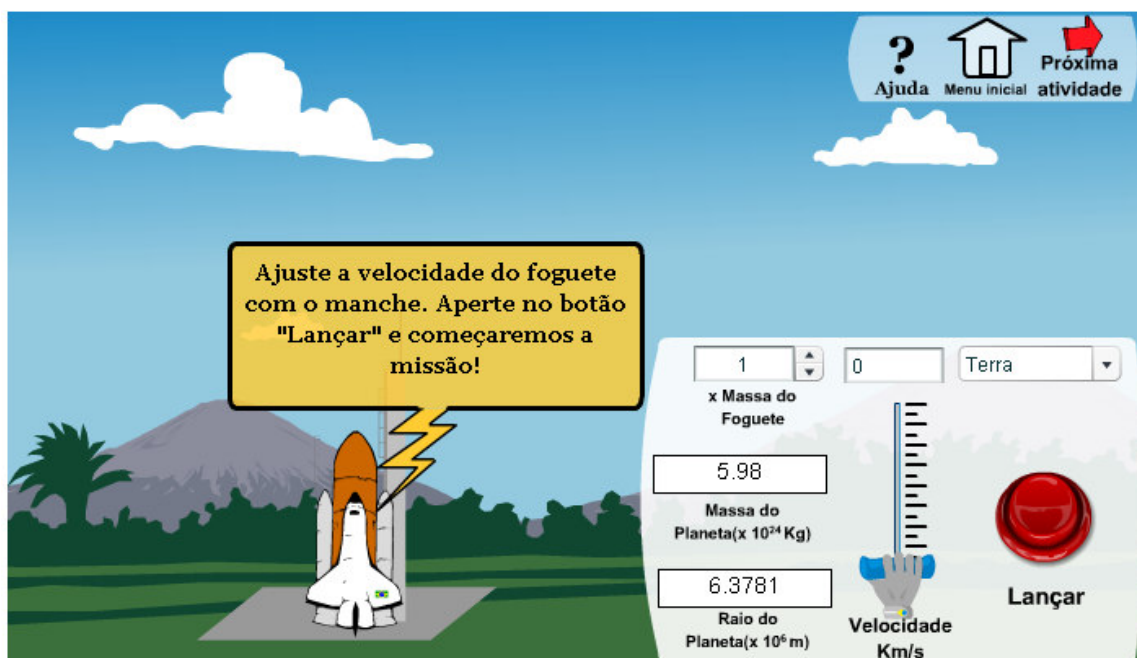 ?
Ajuda
Menu inicial
Próxima
atividade
Ajuste a velocidade do foguete
com o manche. Aperte no botão
"Lançar" e começaremos a
missão!
1
0
Terra
x Massa do
Foguete
5.98
Massa do
Planeta(x 10²⁴ Kg)
6.3781
Raio do
Planeta(x 10⁶ m)
Velocidade
Km/s
Lançar